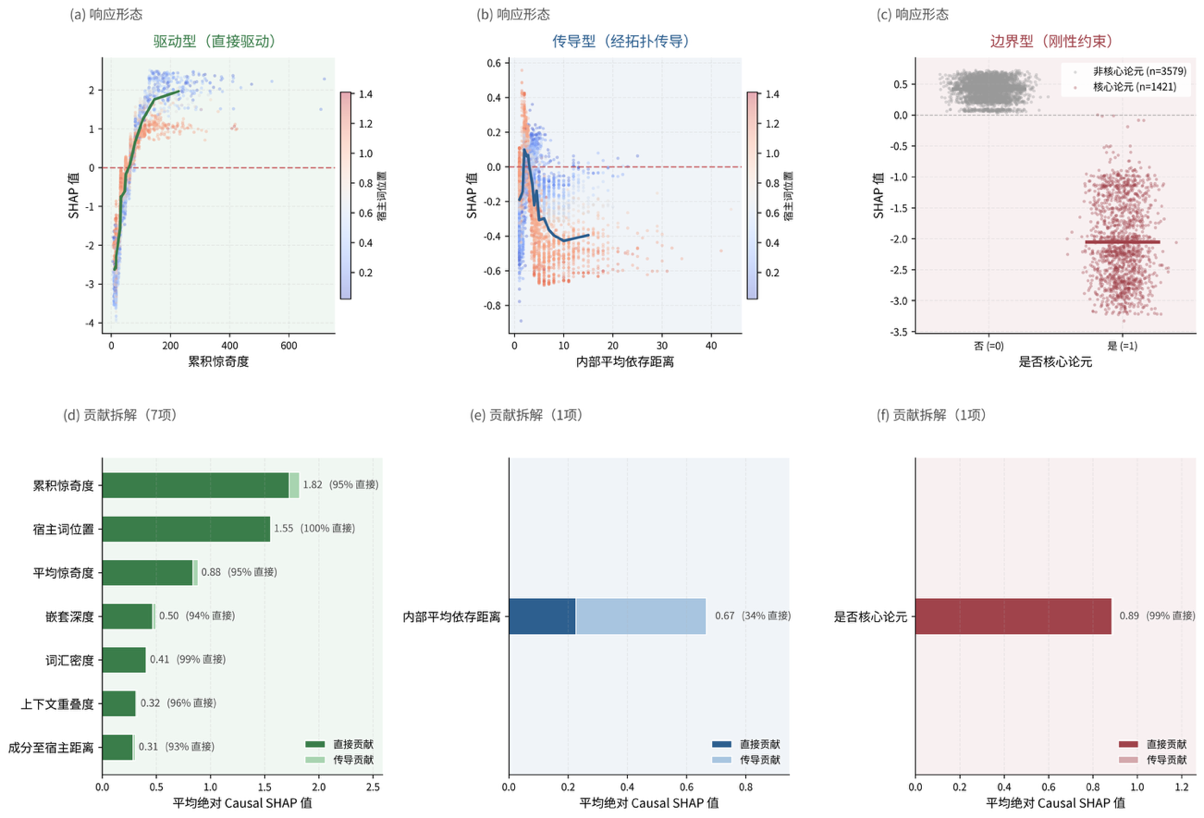 (a) 响应形态
驱动型（直接驱动）
SHAP 值
2
1
0
-1
-2
-3
-4
0
200
400
600
累积惊奇度
1.4
1.2
1.0
0.8
0.6
0.4
0.2
宿主词位置
(b) 响应形态
传导型（经拓扑传导）
SHAP 值
0.6
0.4
0.2
0.0
-0.2
-0.4
-0.6
-0.8
0
10
20
30
40
内部平均依存距离
1.4
1.2
1.0
0.8
0.6
0.4
0.2
宿主词位置
(c) 响应形态
边界型（刚性约束）
非核心论元 (n=3579)
核心论元 (n=1421)
SHAP 值
0.5
0.0
-0.5
-1.0
-1.5
-2.0
-2.5
-3.0
-3.5
否 (=0)
是 (=1)
是否核心论元
(d) 贡献拆解（7项）
累积惊奇度
1.82 (95% 直接)
宿主词位置
1.55 (100% 直接)
平均惊奇度
0.88 (95% 直接)
嵌套深度
0.50 (94% 直接)
词汇密度
0.41 (99% 直接)
上下文重叠度
0.32 (96% 直接)
成分至宿主距离
0.31 (93% 直接)
直接贡献
传导贡献
0.0
0.5
1.0
1.5
2.0
2.5
平均绝对 Causal SHAP 值
(e) 贡献拆解（1项）
内部平均依存距离
0.67 (34% 直接)
直接贡献
传导贡献
0.0
0.2
0.4
0.6
0.8
平均绝对 Causal SHAP 值
(f) 贡献拆解（1项）
是否核心论元
0.89 (99% 直接)
直接贡献
传导贡献
0.0
0.2
0.4
0.6
0.8
1.0
1.2
平均绝对 Causal SHAP 值